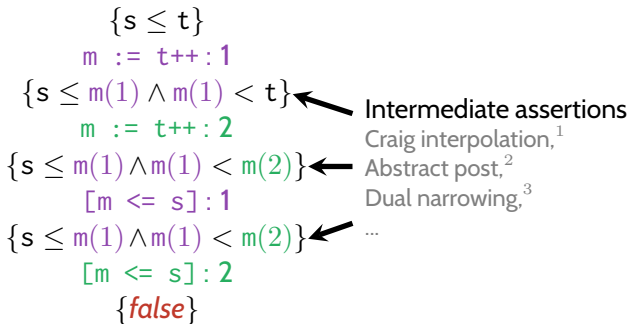 {s ≤ t}
m := t++:1
{s ≤ m(1) ∧ m(1) < t}
Intermediate assertions
m := t++:2
Craig interpolation,¹
{s ≤ m(1) ∧ m(1) < m(2)}
Abstract post,²
[m <= s]:1
Dual narrowing,³
{s ≤ m(1) ∧ m(1) < m(2)}
...
[m <= s]:2
{false}